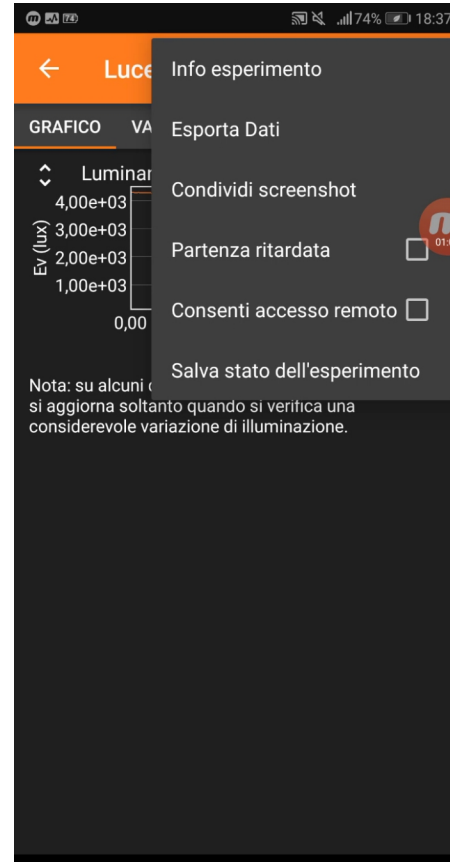 74% 18:37
Luce
GRAFICO VA
Info esperimento
Esporta Dati
Condividi screenshot
Partenza ritardata
Consenti accesso remoto
Salva stato dell'esperimento
Luminan
Ev (lux)
4,00e+03
3,00e+03
2,00e+03
1,00e+03
0,00
Nota: su alcuni
si aggiorna soltanto quando si verifica una
considerevole variazione di illuminazione.